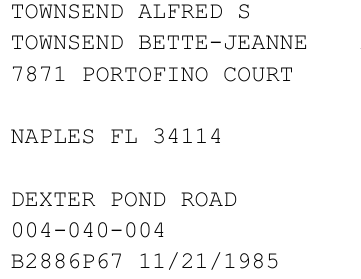 TOWNSEND ALFRED S
TOWNSEND BETTE-JEANNE
7871 PORTOFINO COURT
NAPLES FL 34114
DEXTER POND ROAD
004-040-004
B2886P67 11/21/1985